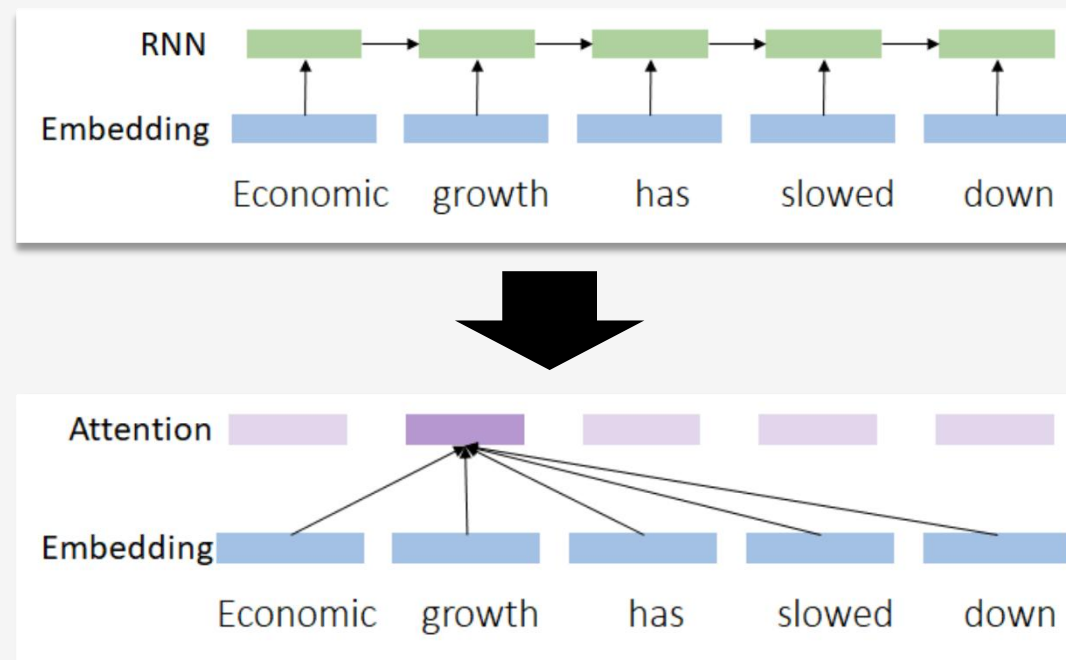 RNN
Embedding
Economic growth has slowed down
Attention
Embedding
Economic growth has slowed down